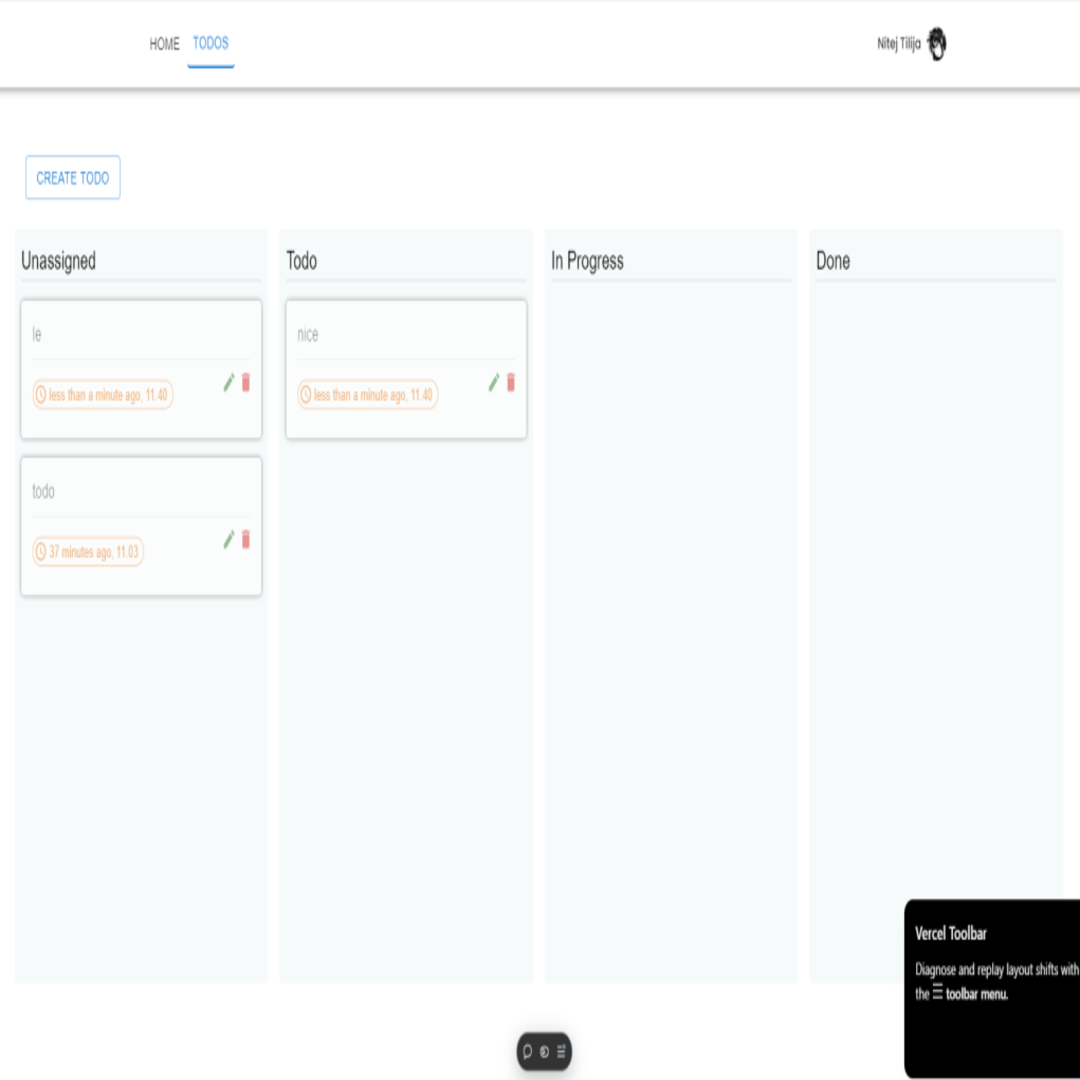 HOME TODOS Nitej Tilija
CREATE TODO
Unassigned
le
less than a minute ago, 11.40
todo
37 minutes ago, 11.03
Todo
nice
less than a minute ago, 11.40
In Progress
Done
Vercel Toolbar
Diagnose and replay layout shifts with
the ☰ toolbar menu.